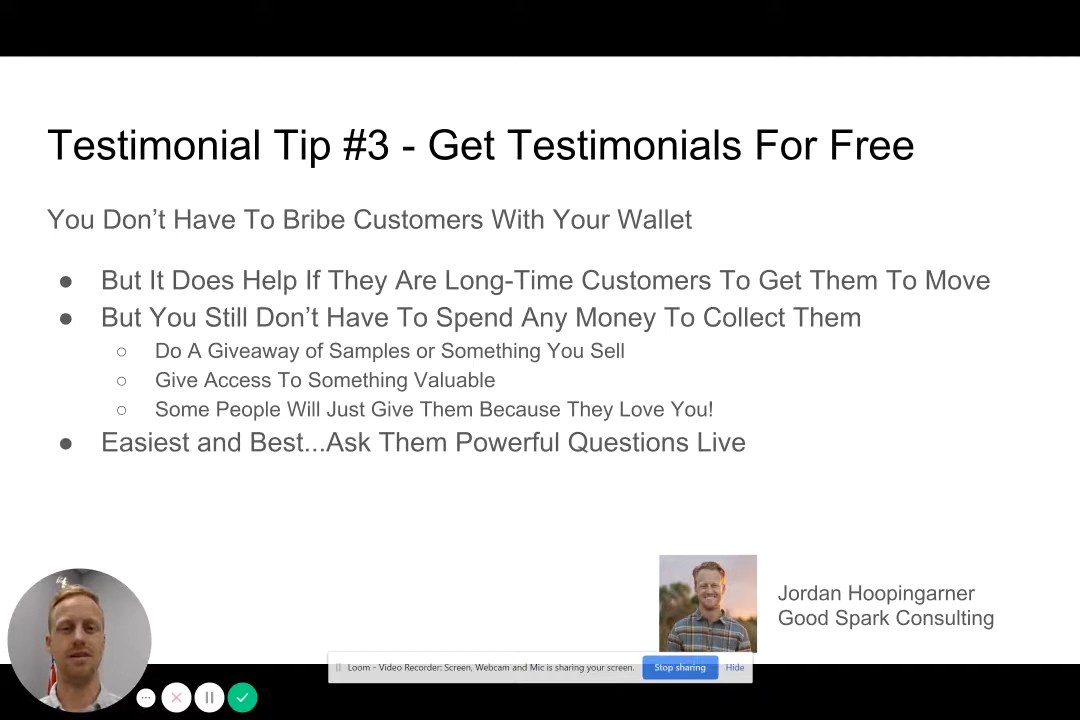 Testimonial Tip #3 - Get Testimonials For Free
You Don’t Have To Bribe Customers With Your Wallet
● But It Does Help If They Are Long-Time Customers To Get Them To Move
● But You Still Don’t Have To Spend Any Money To Collect Them
○ Do A Giveaway of Samples or Something You Sell
○ Give Access To Something Valuable
○ Some People Will Just Give Them Because They Love You!
● Easiest and Best...Ask Them Powerful Questions Live
Jordan Hoopingarner
Good Spark Consulting
Loom - Video Recorder: Screen, Webcam and Mic is sharing your screen. Stop sharing Hide